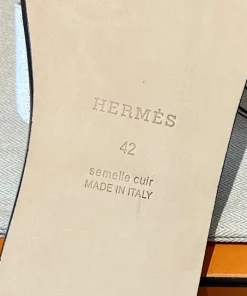 HERMÈS
42
semelle cuir
MADE IN ITALY